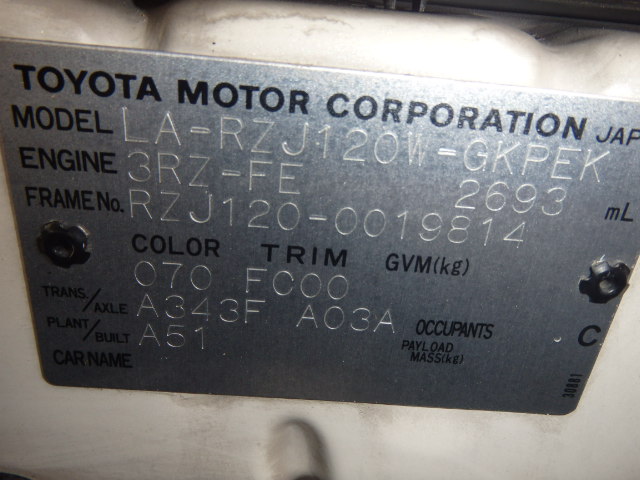 TOYOTA MOTOR CORPORATION JAP
MODEL LA-RZJ120W-GKPEK
ENGINE 3RZ-FE 2693 mL
FRAME No. RZJ120-0019814
COLOR TRIM GVM(kg)
070 FC00
TRANS/AXLE A343F A03A OCCUPANTS C
PLANT/BUILT A51 PAYLOAD MASS(kg)
CAR NAME
30881